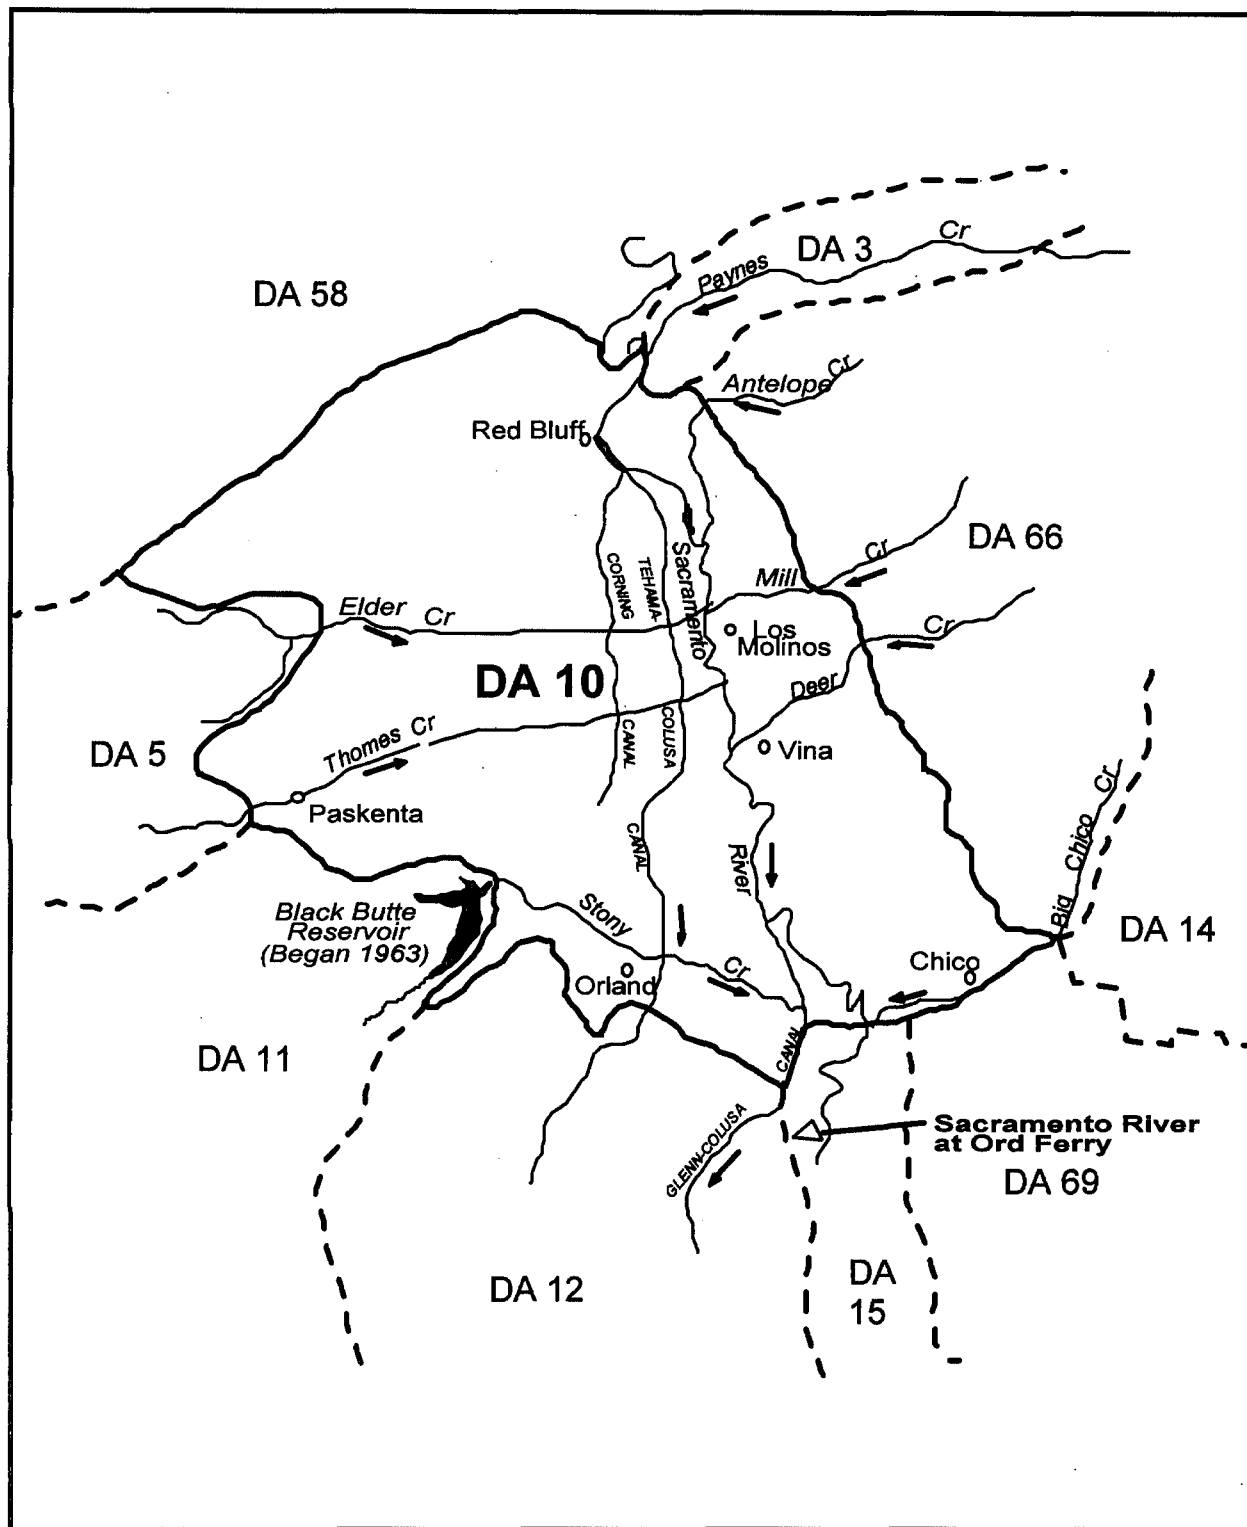 Cr
DA 3
Paynes
DA 58
Cr
Antelope
Red Bluff
DA 66
Cr
Mill
CORNING
TEHAMA-
Sacramento
Elder Cr
Los
Molinos
Cr
DA 10
Deer
Thomes Cr
CANAL
COLUSA
Vina
DA 5
Paskenta
Big Chico Cr
CANAL
River
Black Butte
Reservoir
(Began 1963)
Stony
Cr
DA 14
Chico
Orland
DA 11
CANAL
GLENN-COLUSA
Sacramento River
at Ord Ferry
DA 69
DA 12
DA
15